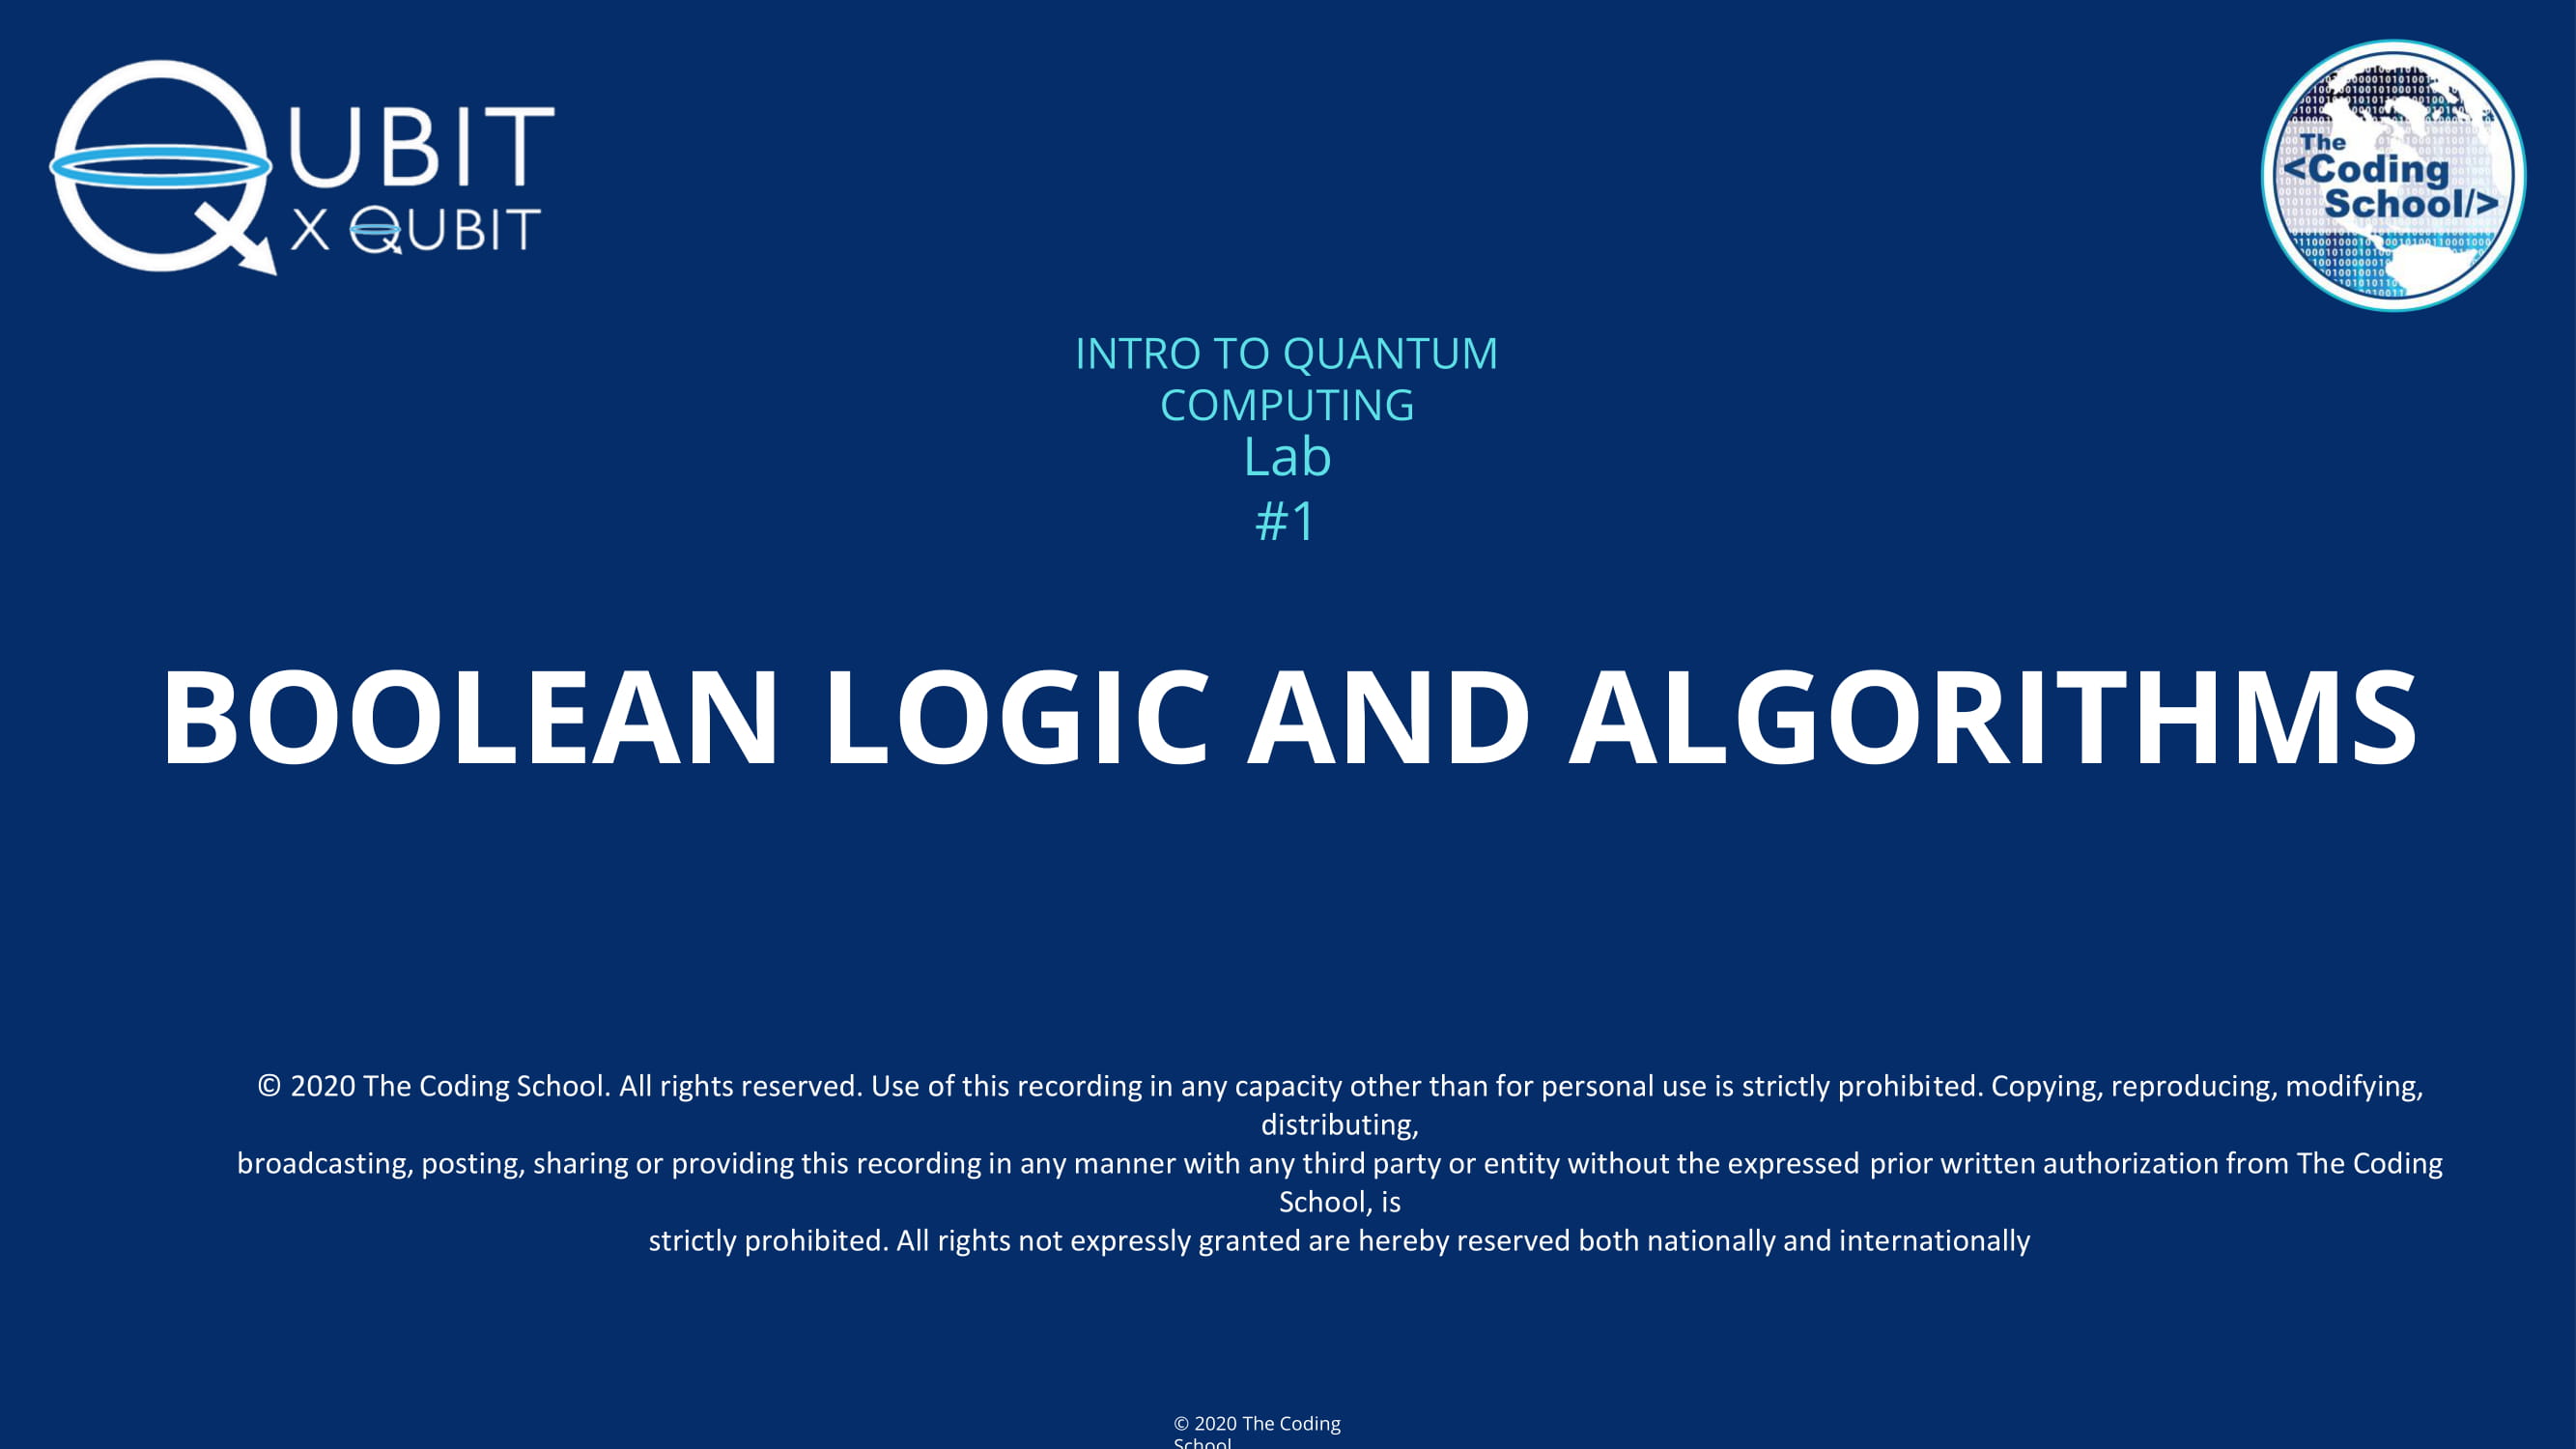 QUBIT
X QUBIT
The
<Coding
School/>
INTRO TO QUANTUM
COMPUTING
Lab
#1
BOOLEAN LOGIC AND ALGORITHMS
© 2020 The Coding School. All rights reserved. Use of this recording in any capacity other than for personal use is strictly prohibited. Copying, reproducing, modifying,
distributing,
broadcasting, posting, sharing or providing this recording in any manner with any third party or entity without the expressed prior written authorization from The Coding
School, is
strictly prohibited. All rights not expressly granted are hereby reserved both nationally and internationally
© 2020 The Coding
School